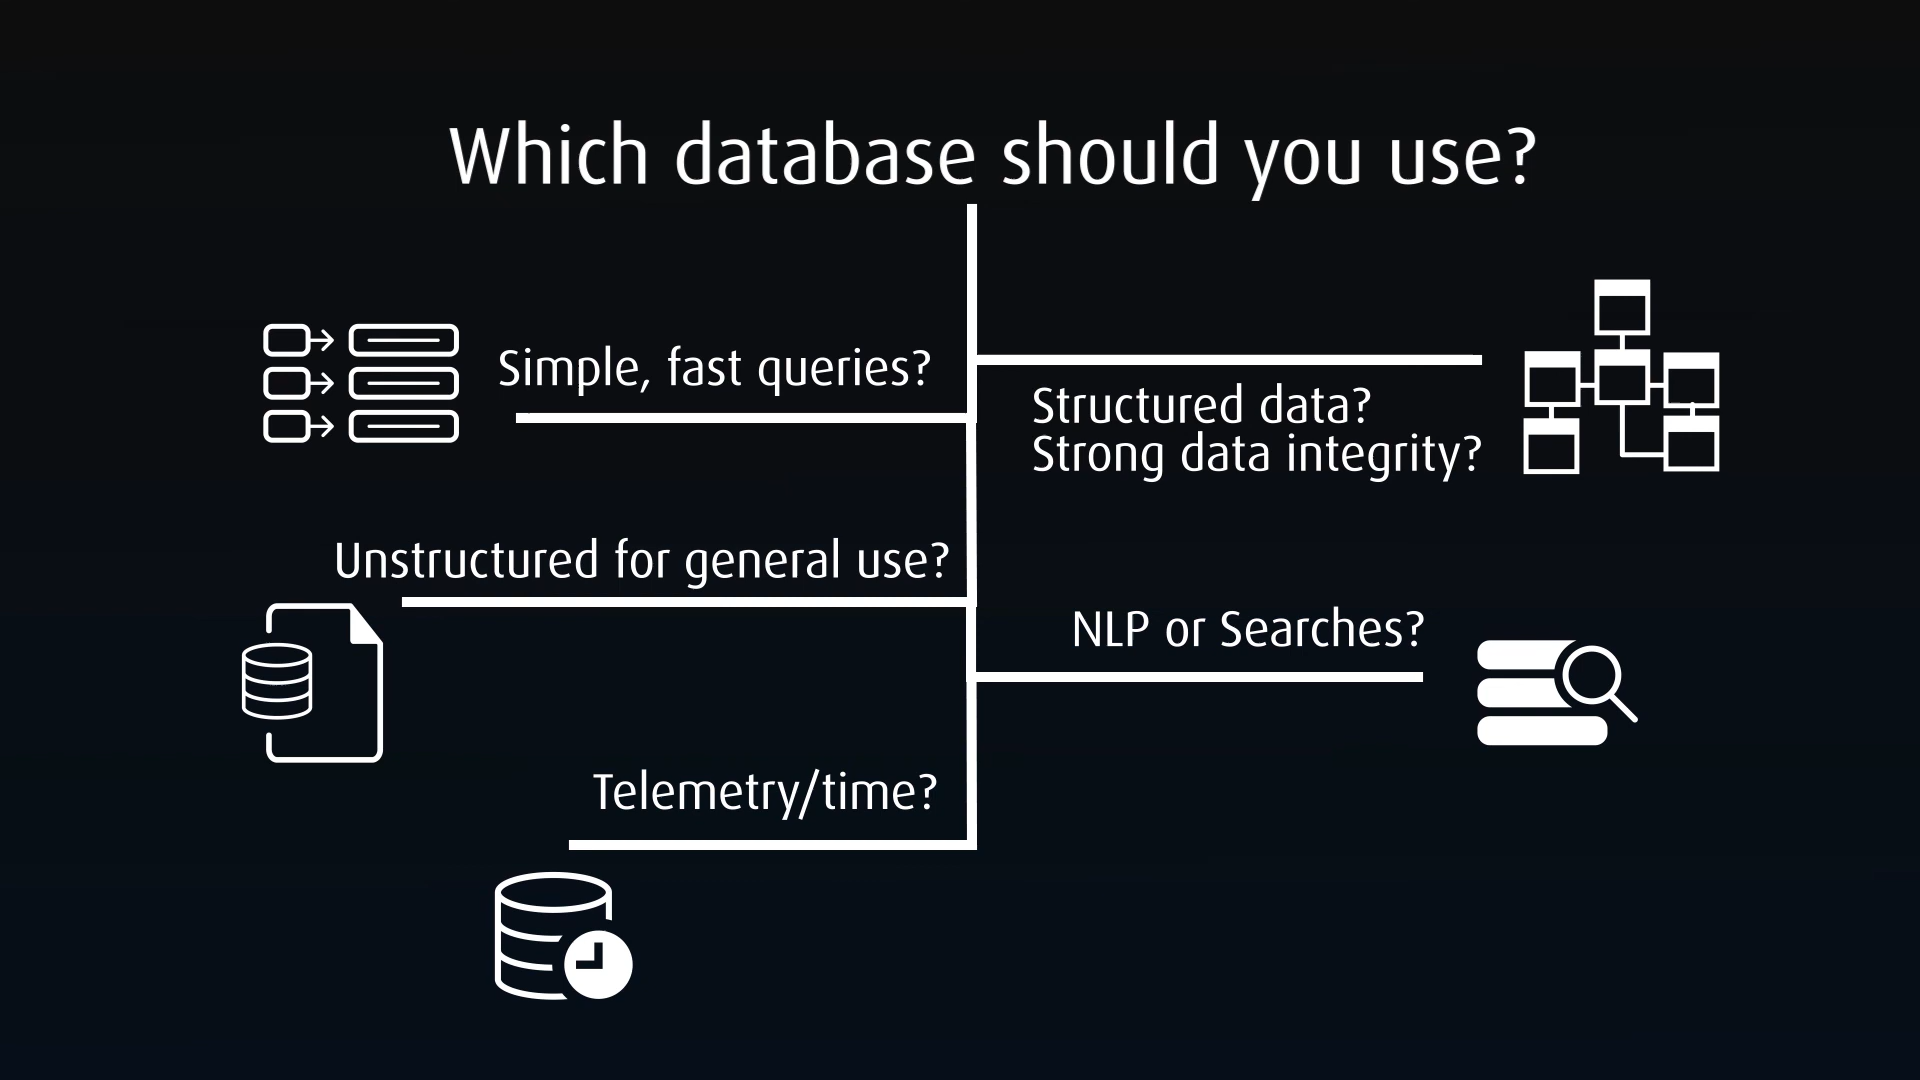 Which database should you use?
Simple, fast queries?
Structured data?
Strong data integrity?
Unstructured for general use?
NLP or Searches?
Telemetry/time?